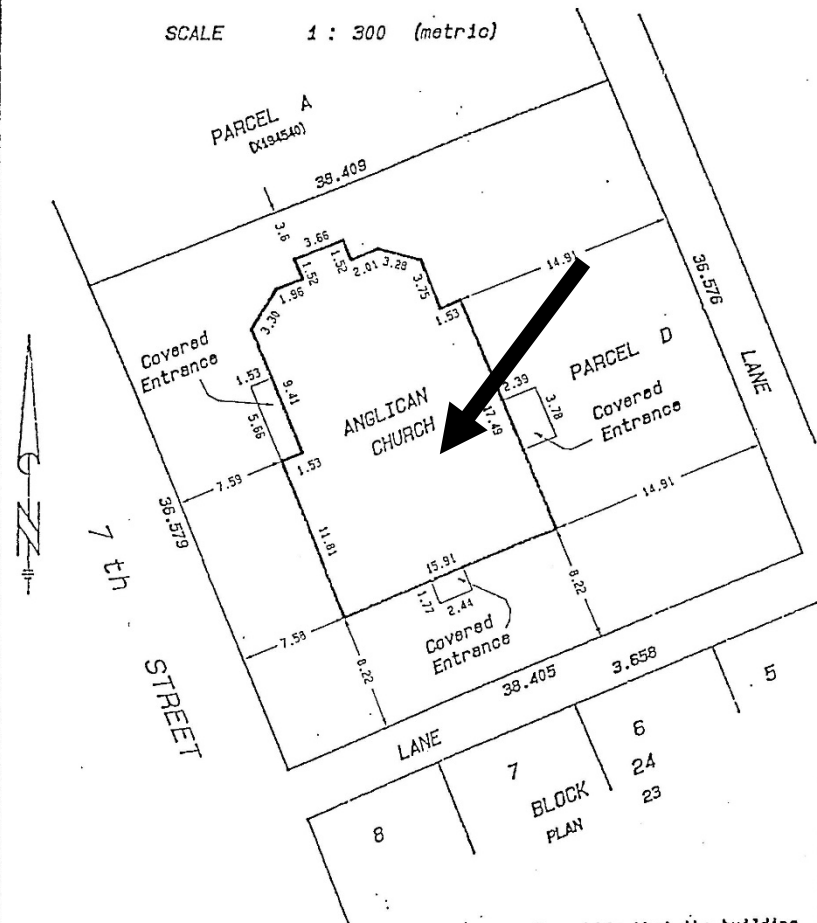 SCALE 1 : 300 (metric)
PARCEL A
(X194540)
38.409
3.6
3.66
1.52
1.52
1.96
2.01
3.28
3.30
3.75
1.53
14.91
36.576
LANE
Covered
Entrance
1.53
9.41
5.66
1.53
7.59
36.579
ANGLICAN
CHURCH
17.49
PARCEL D
2.39
3.78
Covered
Entrance
14.91
N
7 th STREET
11.81
15.91
1.77
2.44
Covered
Entrance
8.22
7.58
8.22
38.405
3.658
LANE
5
6
7
8
BLOCK 24
PLAN 23